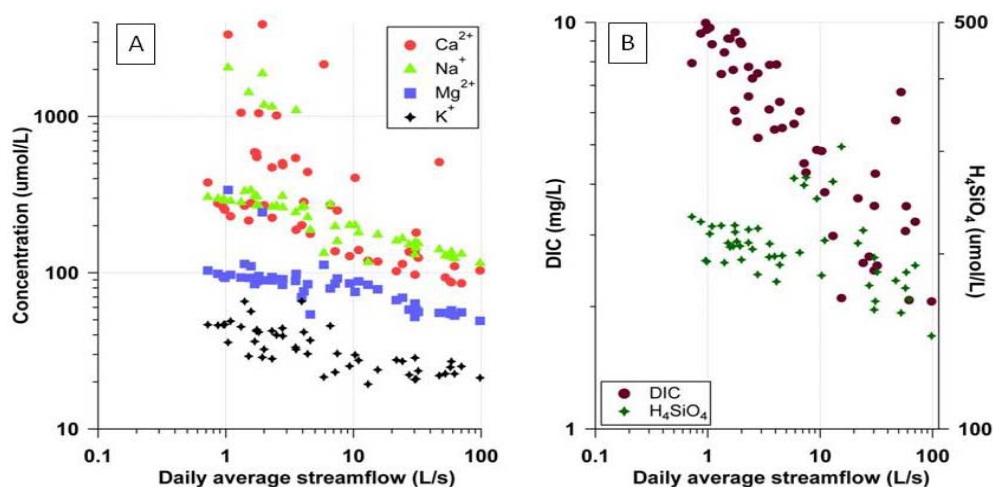 A
Ca2+
Na+
Mg2+
K+
1000
100
10
Concentration (umol/L)
0.1
1
10
100
Daily average streamflow (L/s)
B
10
1
DIC (mg/L)
500
100
H4SiO4 (umol/L)
DIC
H4SiO4
0.1
1
10
100
Daily average streamflow (L/s)